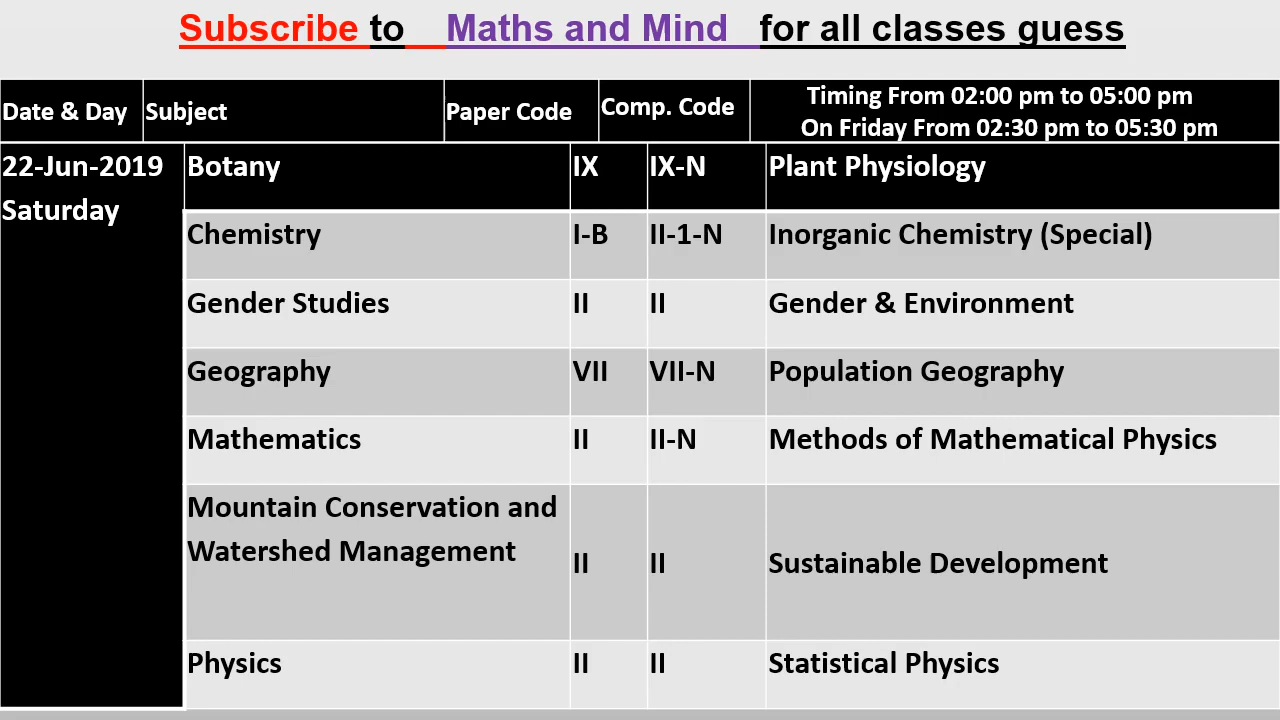 Subscribe to Maths and Mind for all classes guess
Date & Day Subject Paper Code Comp. Code Timing From 02:00 pm to 05:00 pm
On Friday From 02:30 pm to 05:30 pm
22-Jun-2019 Botany IX IX-N Plant Physiology
Saturday
Chemistry I-B II-1-N Inorganic Chemistry (Special)
Gender Studies II II Gender & Environment
Geography VII VII-N Population Geography
Mathematics II II-N Methods of Mathematical Physics
Mountain Conservation and
Watershed Management II II Sustainable Development
Physics II II Statistical Physics